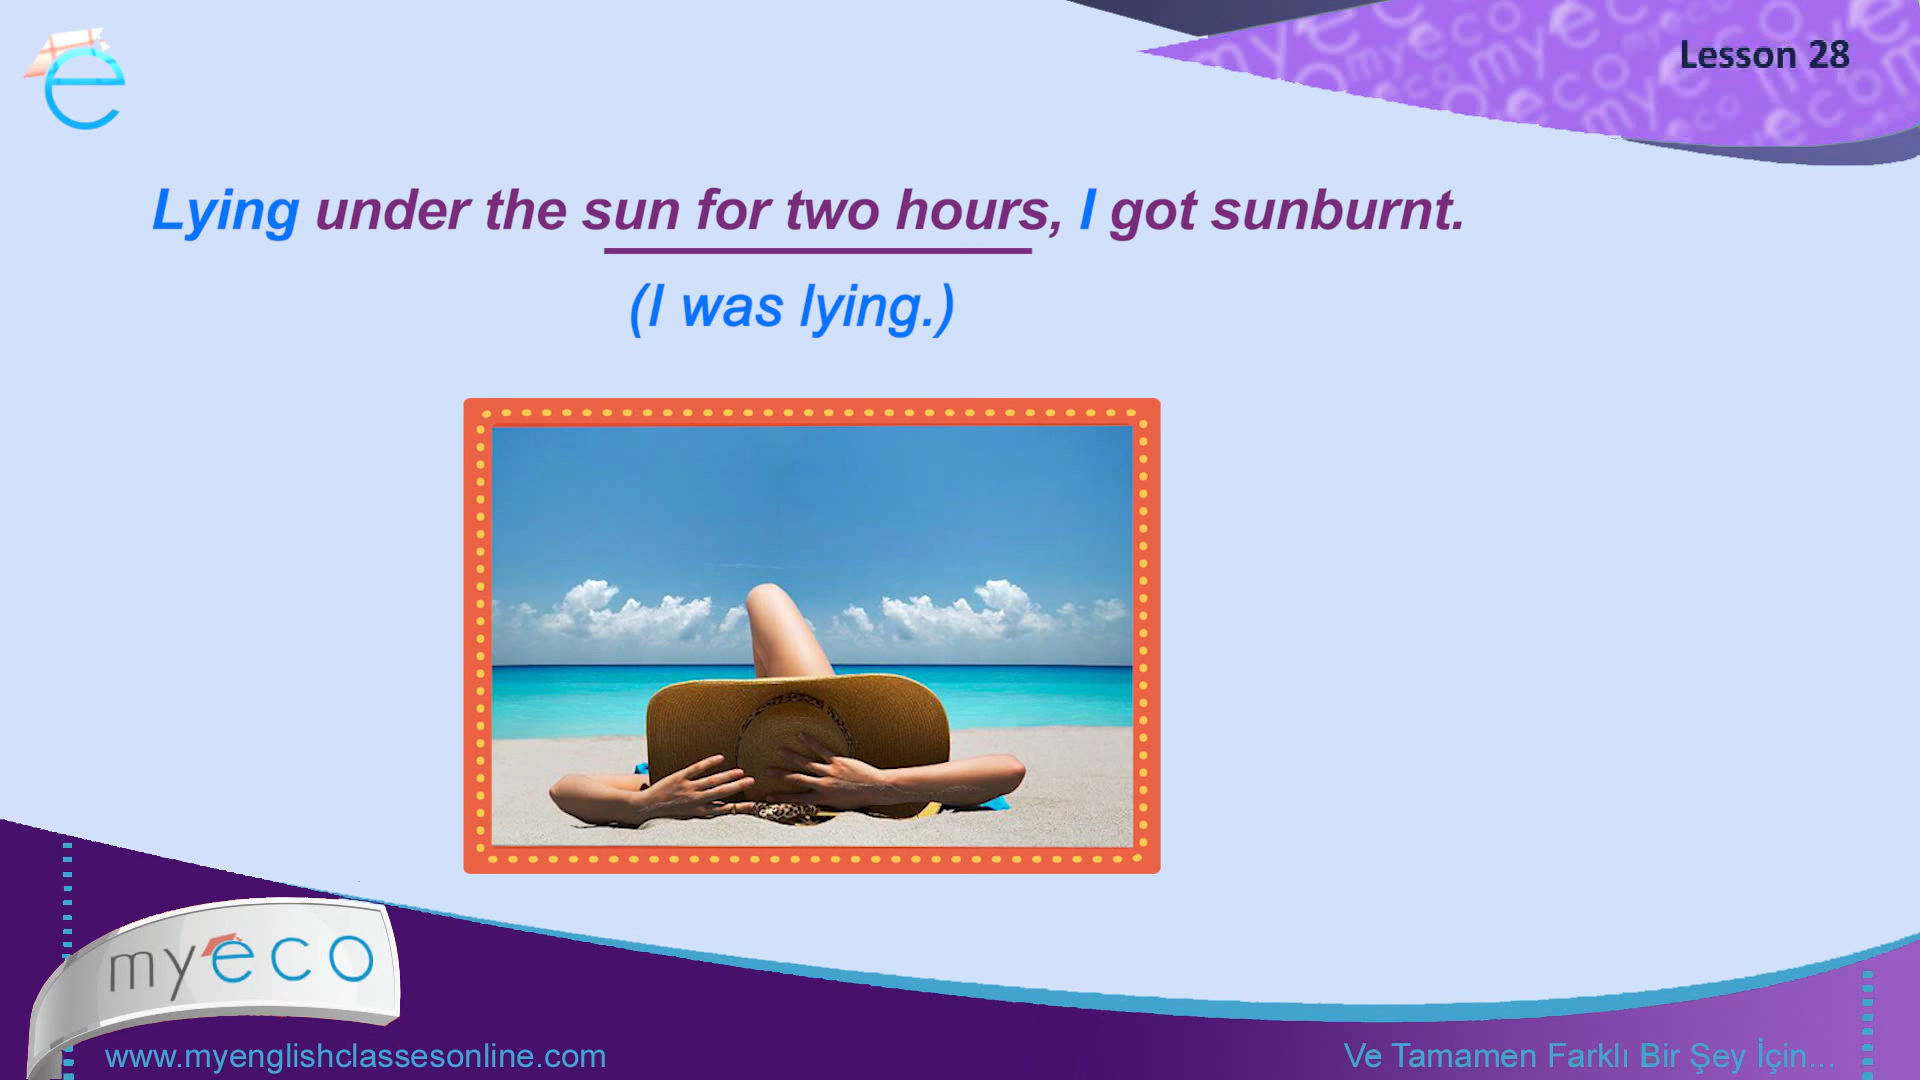 Lesson 28
Lying under the sun for two hours, I got sunburnt.
(I was lying.)
myeco
www.myenglishclassesonline.com
Ve Tamamen Farklı Bir Şey İçin...